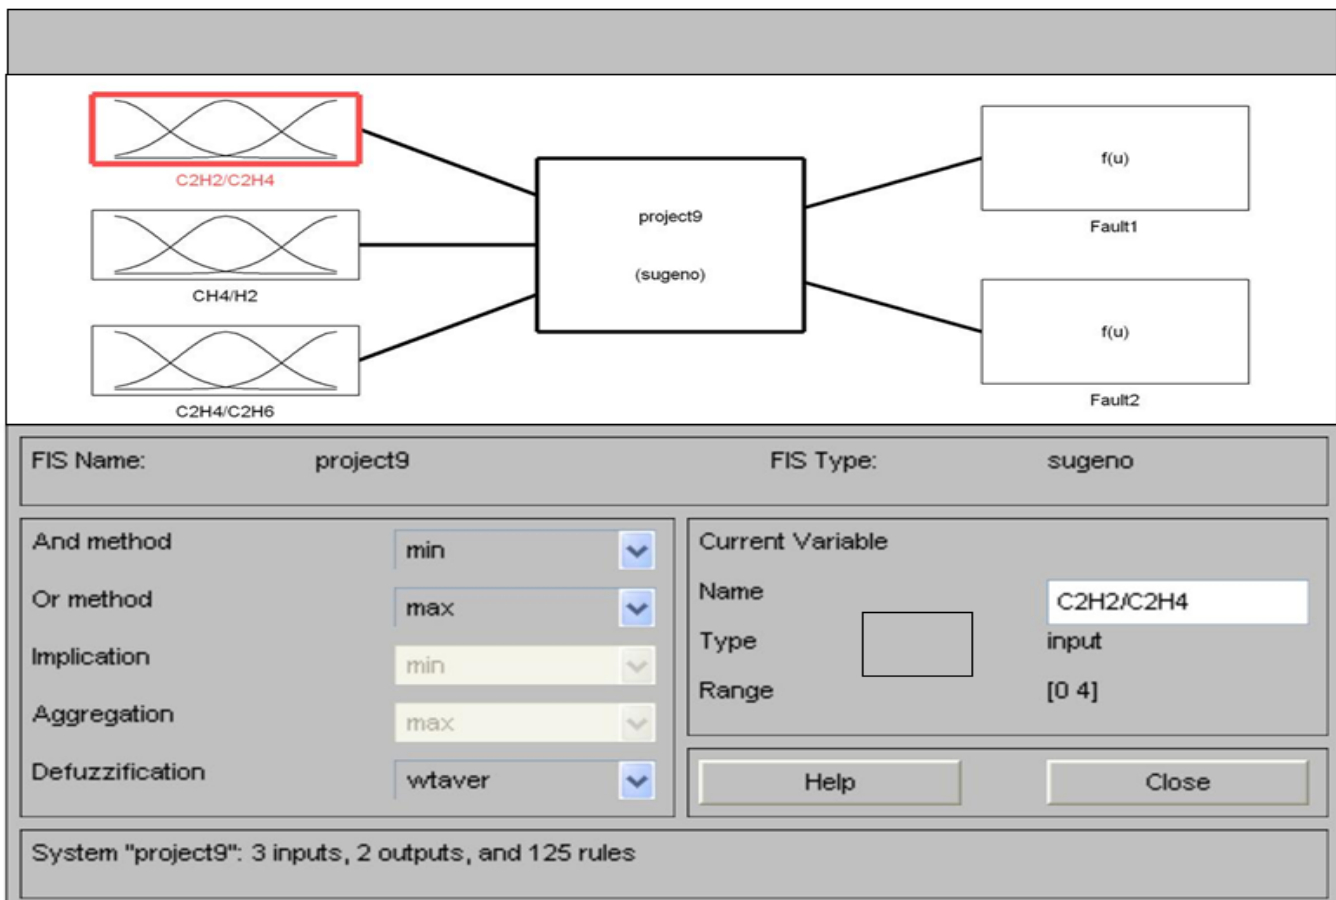 C2H2/C2H4
CH4/H2
C2H4/C2H6
project9
(sugeno)
f(u)
Fault1
f(u)
Fault2
FIS Name: project9 FIS Type: sugeno
And method min
Or method max
Implication min
Aggregation max
Defuzzification wtaver
Current Variable
Name C2H2/C2H4
Type input
Range [0 4]
Help Close
System "project9": 3 inputs, 2 outputs, and 125 rules